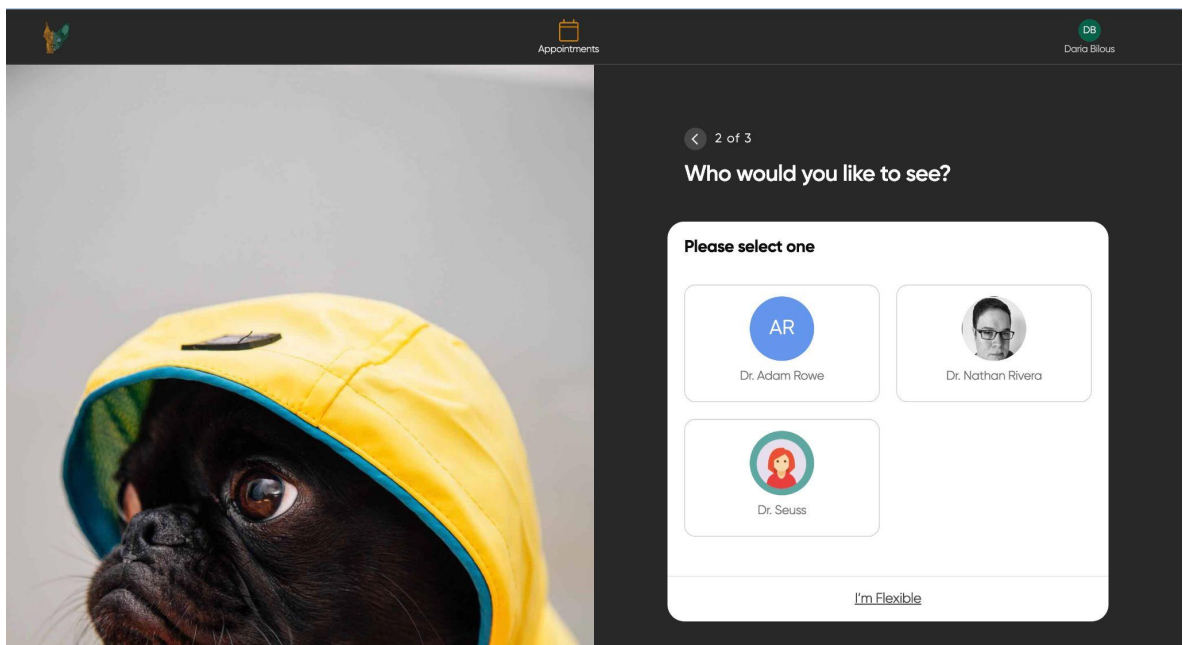 Appointments
DB
Daria Bilous
2 of 3
Who would you like to see?
Please select one
AR
Dr. Adam Rowe
Dr. Nathan Rivera
Dr. Seuss
I'm Flexible